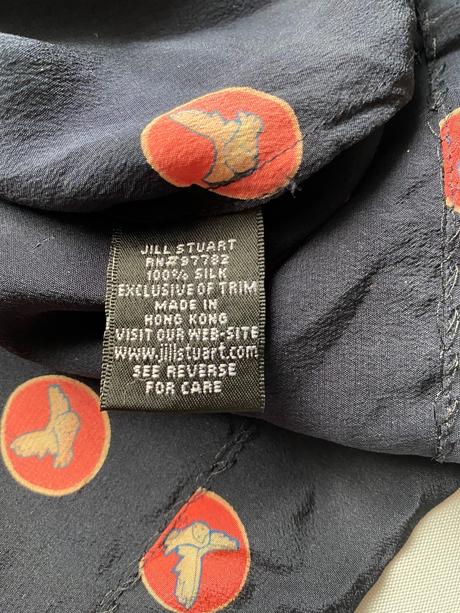 JILL STUART
RN#97782
100% SILK
EXCLUSIVE OF TRIM
MADE IN
HONG KONG
VISIT OUR WEB-SITE
www.jillstuart.com
SEE REVERSE
FOR CARE